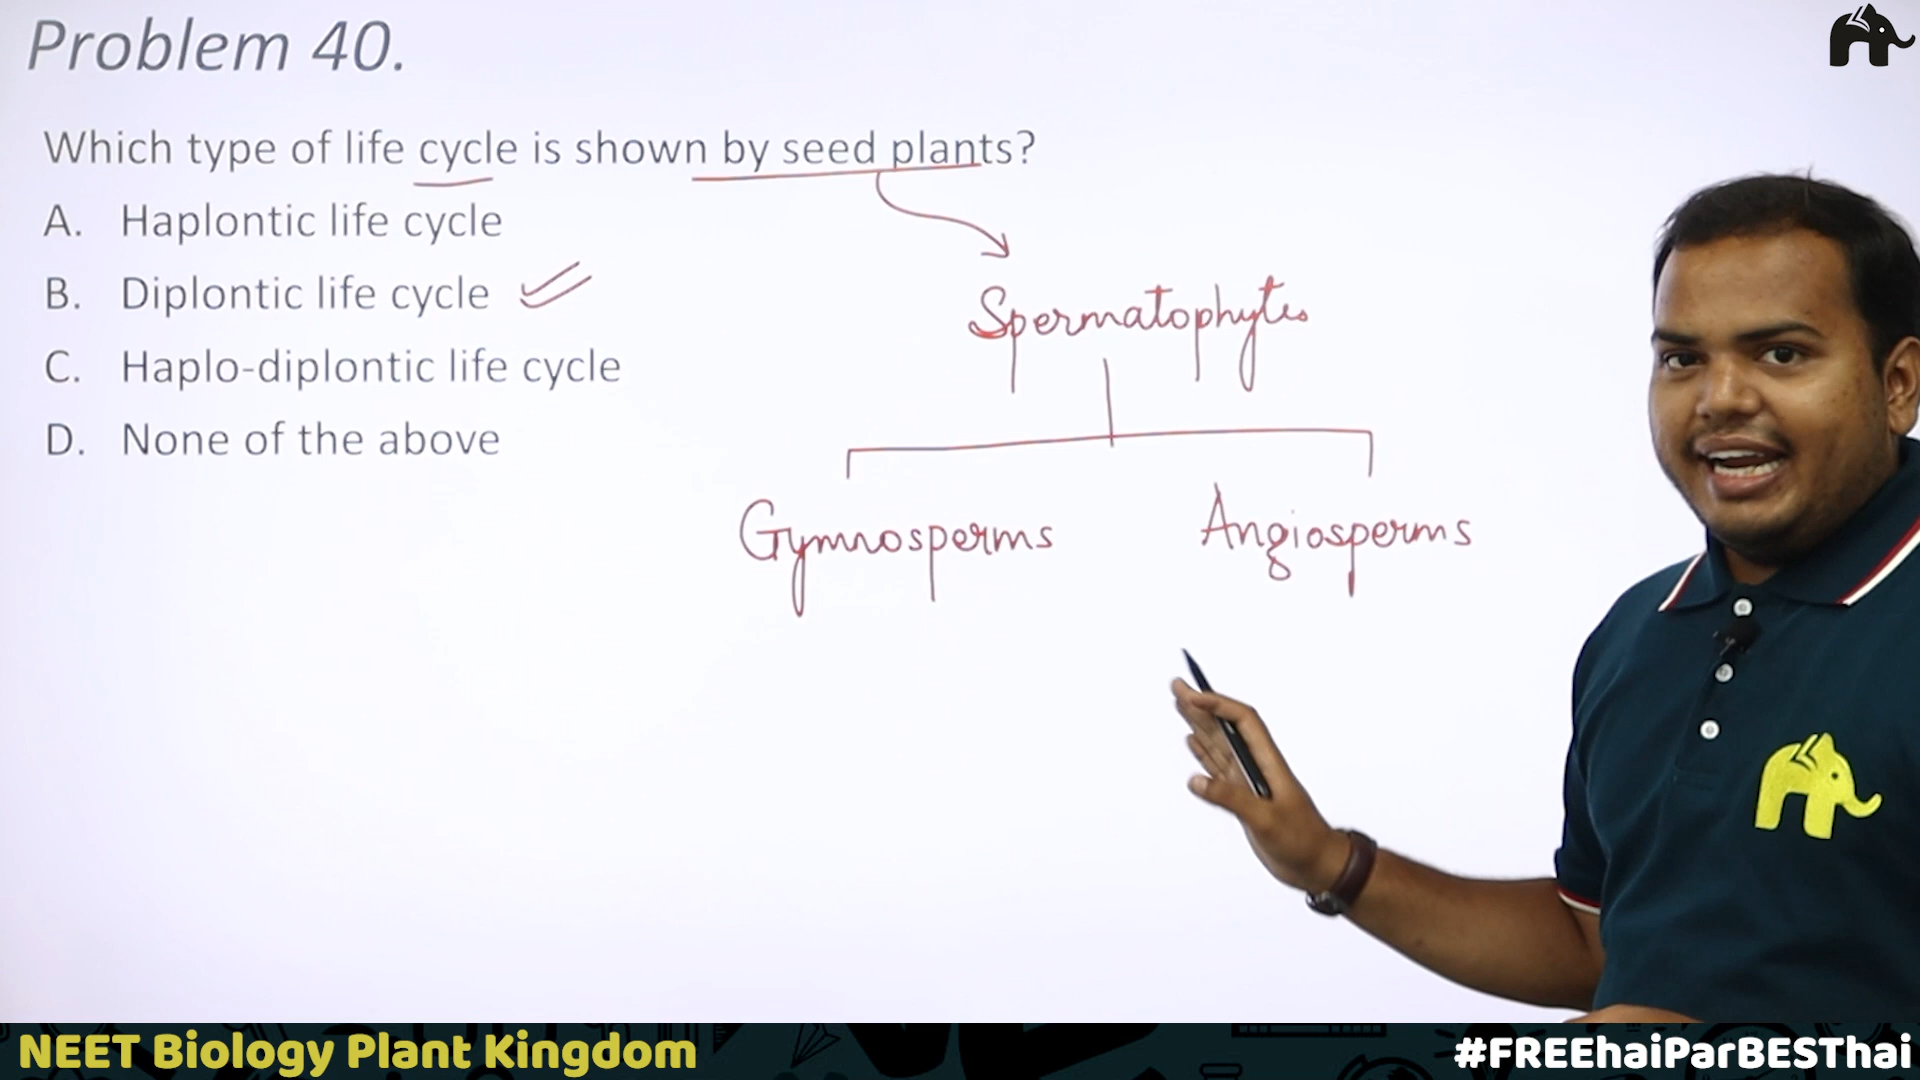 Problem 40.
Which type of life cycle is shown by seed plants?
A. Haplontic life cycle
B. Diplontic life cycle
C. Haplo-diplontic life cycle
D. None of the above
Spermatophytes
Gymnosperms Angiosperms
NEET Biology Plant Kingdom #FREEhaiParBESThai